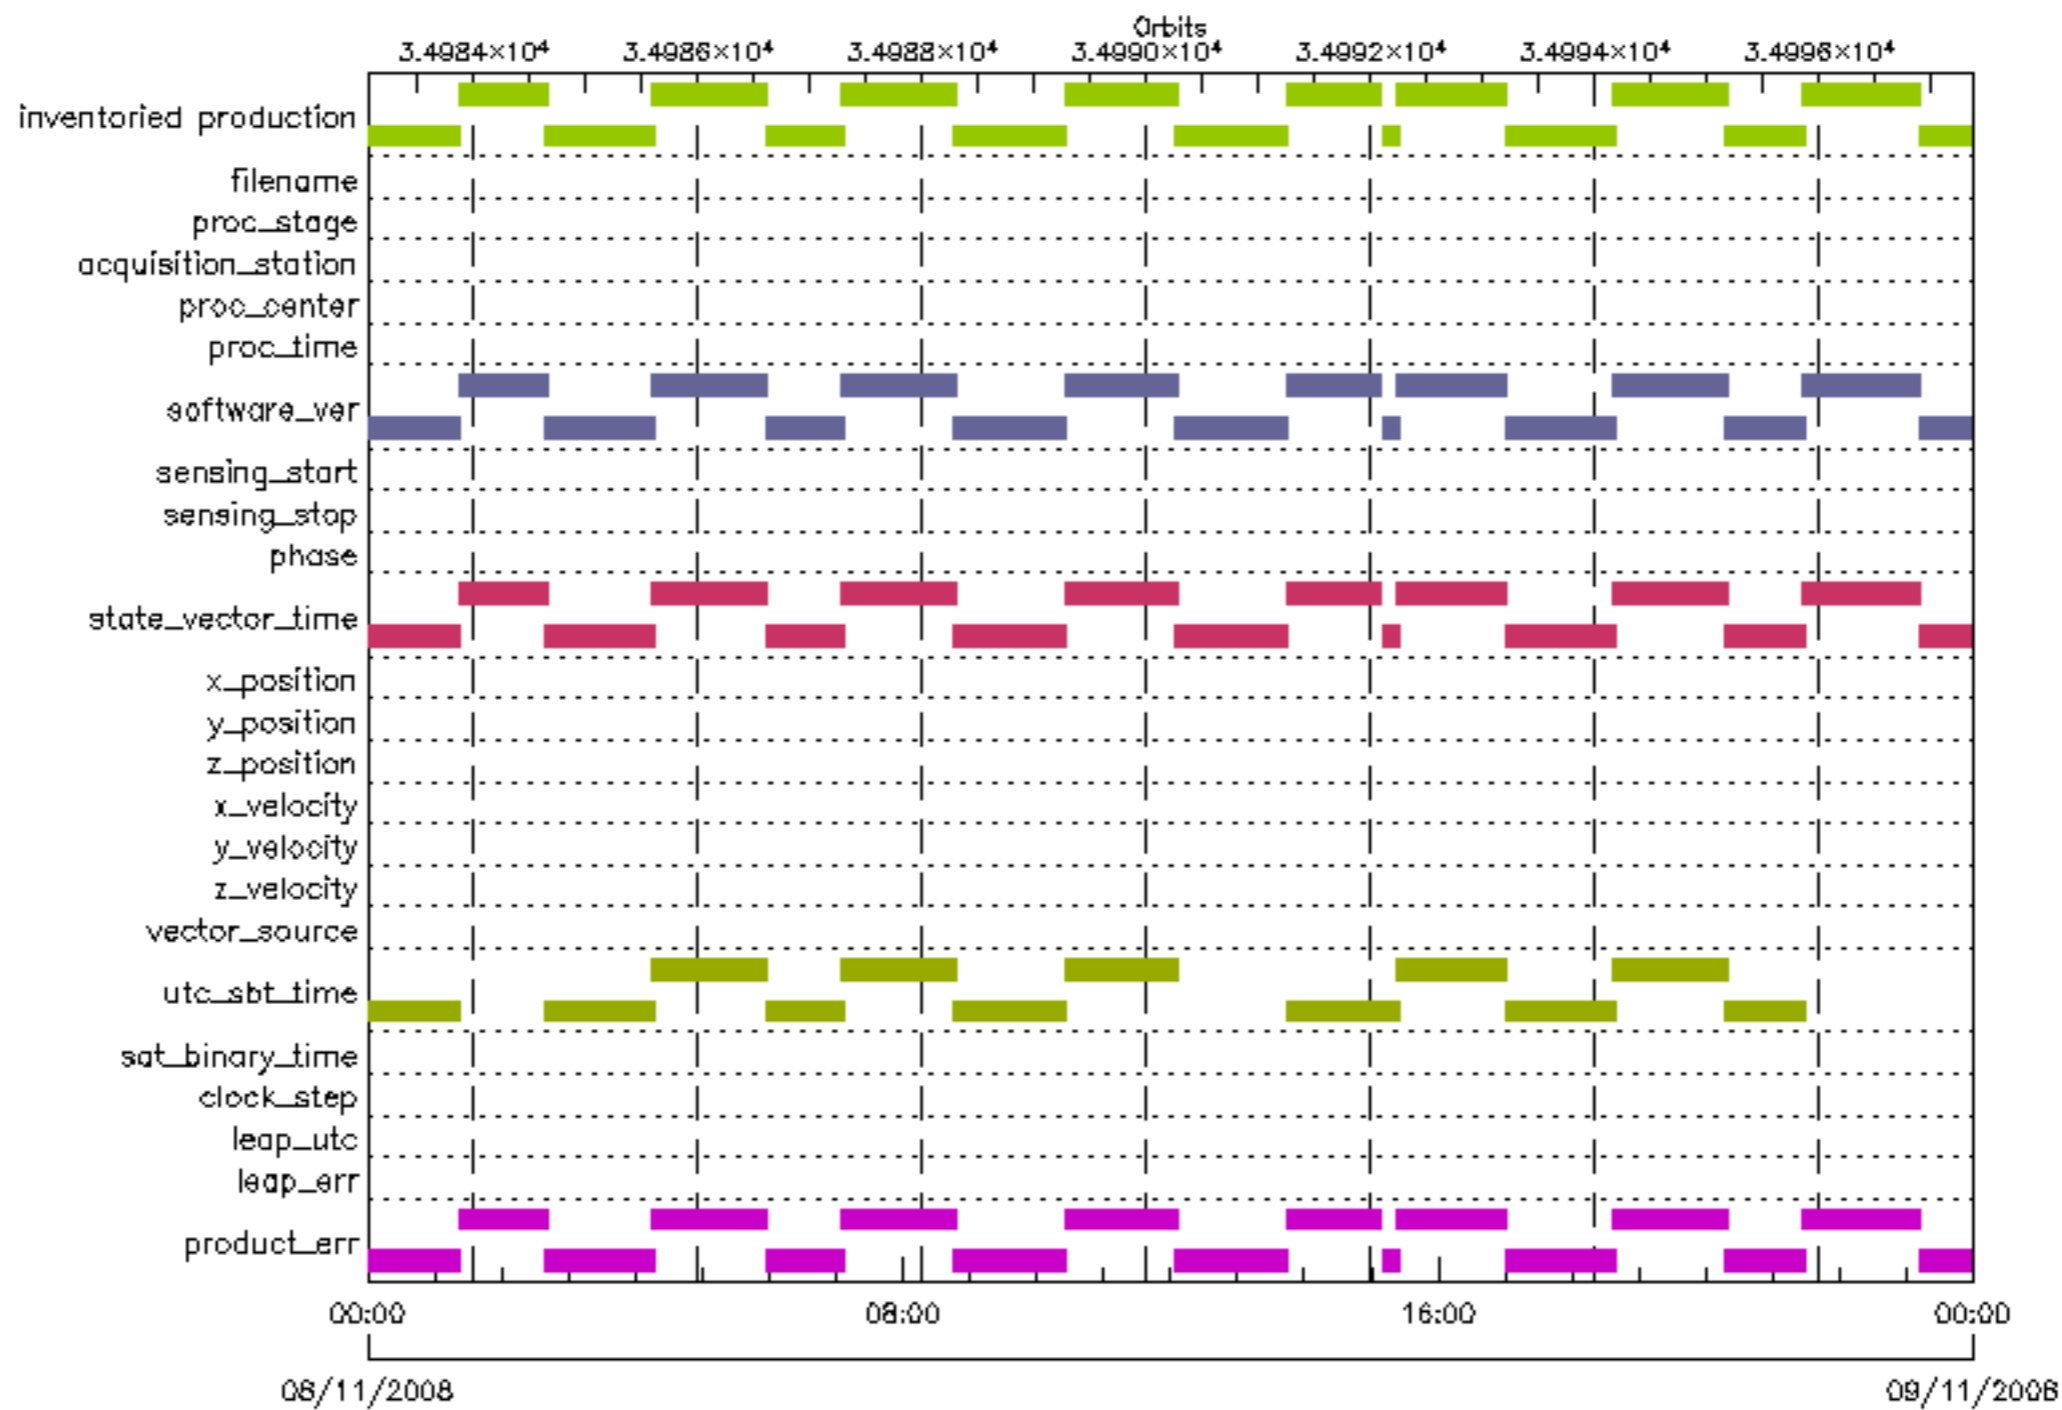 Orbits
3.4984×10⁴ 3.4986×10⁴ 3.4988×10⁴ 3.4990×10⁴ 3.4992×10⁴ 3.4994×10⁴ 3.4996×10⁴
inventoried production
filename
proc_stage
acquisition_station
proc_center
proc_time
software_ver
sensing_start
sensing_stop
phase
state_vector_time
x_position
y_position
z_position
x_velocity
y_velocity
z_velocity
vector_source
utc_sbt_time
sat_binary_time
clock_step
leap_utc
leap_err
product_err
00:00 08:00 16:00 00:00
08/11/2008 09/11/2008